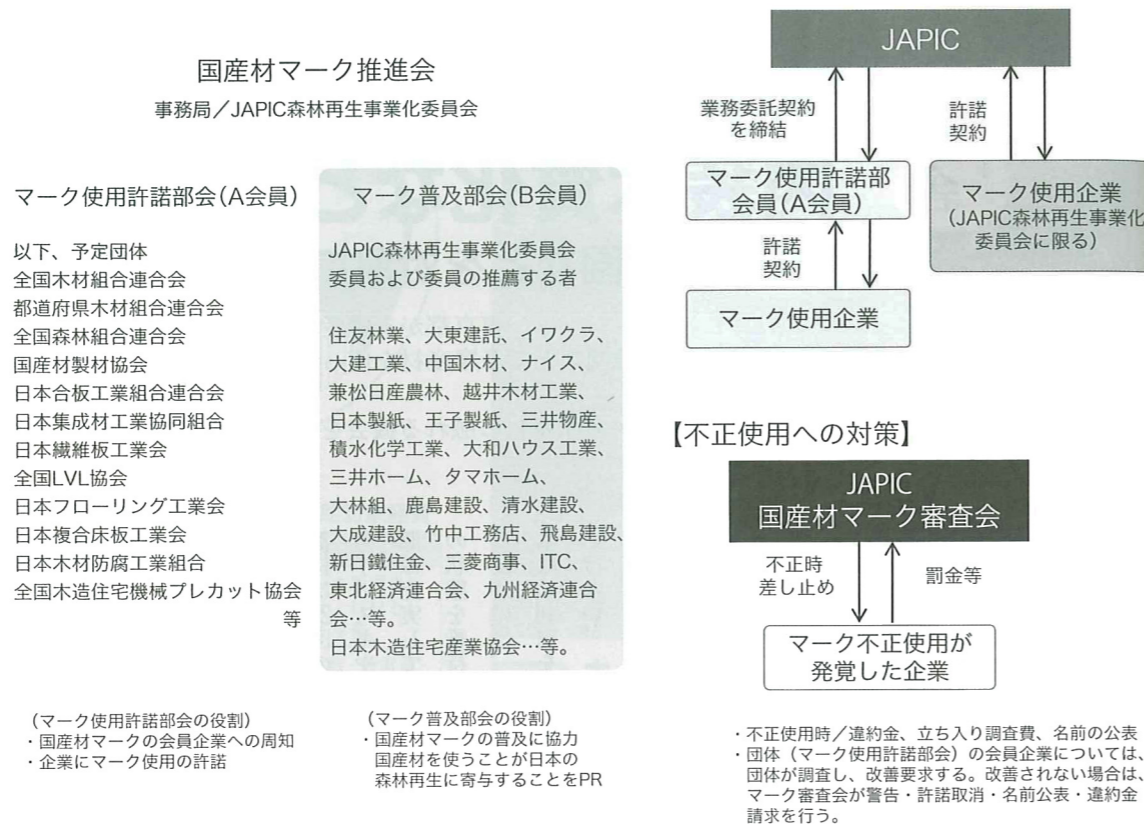 国産材マーク推進会
事務局／JAPIC森林再生事業化委員会
マーク使用許諾部会(A会員)
以下、予定団体
全国木材組合連合会
都道府県木材組合連合会
全国森林組合連合会
国産材製材協会
日本合板工業組合連合会
日本集成材工業協同組合
日本繊維板工業会
全国LVL協会
日本フローリング工業会
日本複合床板工業会
日本木材防腐工業組合
全国木造住宅機械プレカット協会
等
（マーク使用許諾部会の役割）
・国産材マークの会員企業への周知
・企業にマーク使用の許諾
マーク普及部会(B会員)
JAPIC森林再生事業化委員会
委員および委員の推薦する者
住友林業、大東建託、イワクラ、
大建工業、中国木材、ナイス、
兼松日産農林、越井木材工業、
日本製紙、王子製紙、三井物産、
積水化学工業、大和ハウス工業、
三井ホーム、タマホーム、
大林組、鹿島建設、清水建設、
大成建設、竹中工務店、飛島建設、
新日鐵住金、三菱商事、ITC、
東北経済連合会、九州経済連合
会…等。
日本木造住宅産業協会…等。
（マーク普及部会の役割）
・国産材マークの普及に協力
国産材を使うことが日本の
森林再生に寄与することをPR
JAPIC
業務委託契約
を締結
許諾
契約
マーク使用許諾部
会員(A会員)
マーク使用企業
(JAPIC森林再生事業化
委員会に限る)
許諾
契約
マーク使用企業
【不正使用への対策】
JAPIC
国産材マーク審査会
不正時
差し止め
罰金等
マーク不正使用が
発覚した企業
・不正使用時／違約金、立ち入り調査費、名前の公表
・団体（マーク使用許諾部会）の会員企業については、
団体が調査し、改善要求する。改善されない場合は、
マーク審査会が警告・許諾取消・名前公表・違約金
請求を行う。